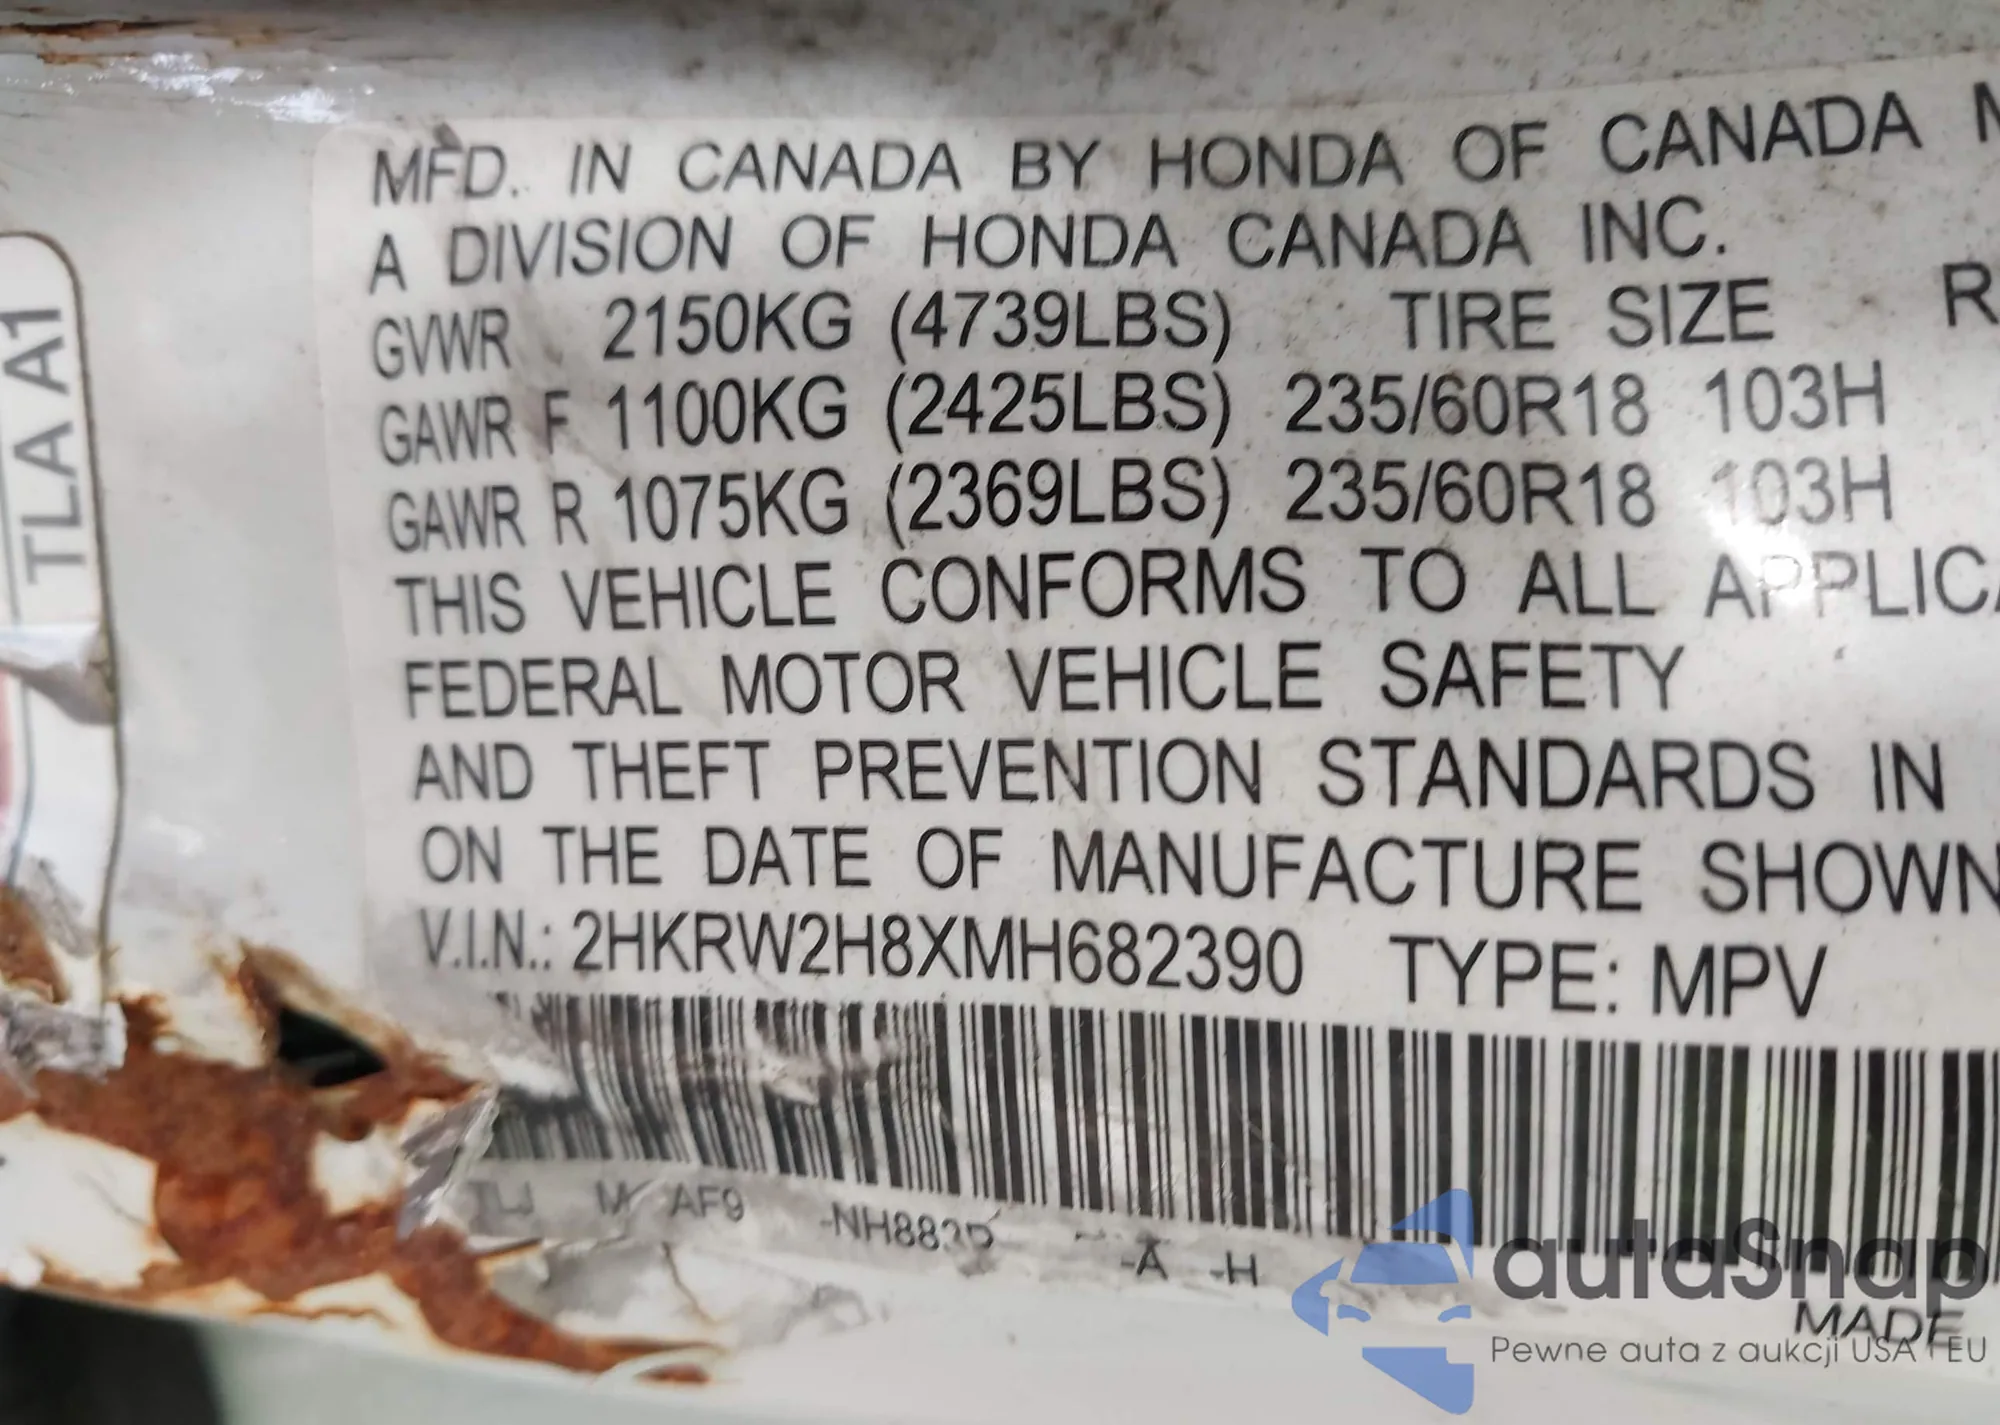 TLA A1
MFD. IN CANADA BY HONDA OF CANADA
A DIVISION OF HONDA CANADA INC.
GVWR 2150KG (4739LBS) TIRE SIZE R
GAWR F 1100KG (2425LBS) 235/60R18 103H
GAWR R 1075KG (2369LBS) 235/60R18 103H
THIS VEHICLE CONFORMS TO ALL APPLICA
FEDERAL MOTOR VEHICLE SAFETY
AND THEFT PREVENTION STANDARDS IN
ON THE DATE OF MANUFACTURE SHOWN
V.I.N.: 2HKRW2H8XMH682390 TYPE: MPV
AF9 -A -H
MADE
autaSnap
Pewne auta z aukcji USA i EU